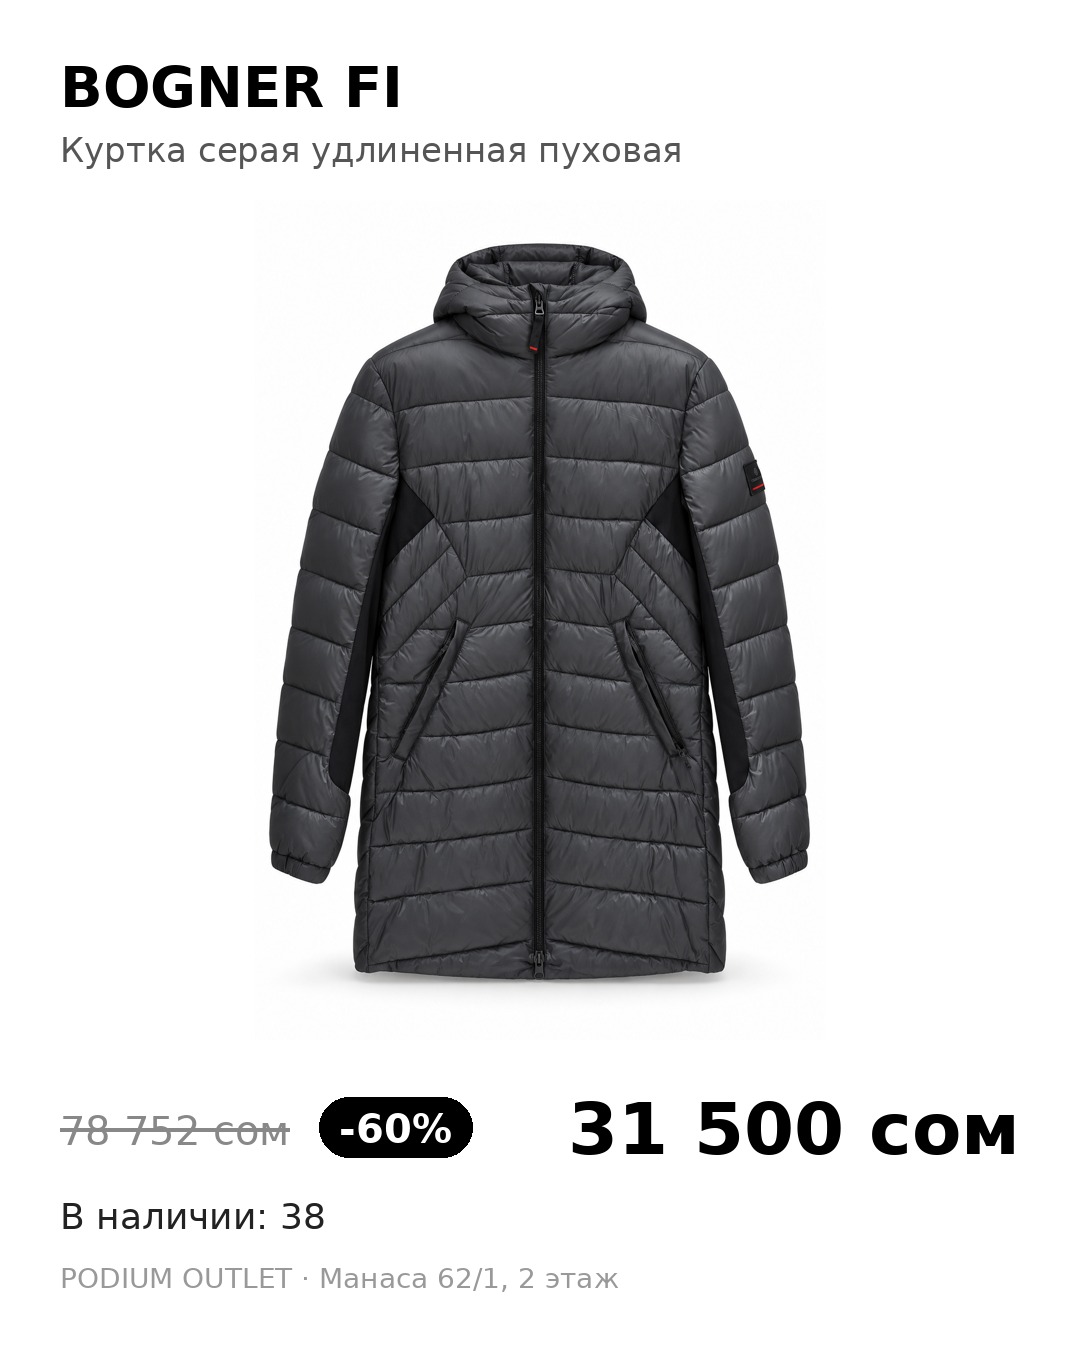 BOGNER FI
Куртка серая удлиненная пуховая
78 752 сом -60% 31 500 сом
В наличии: 38
PODIUM OUTLET · Манаса 62/1, 2 этаж